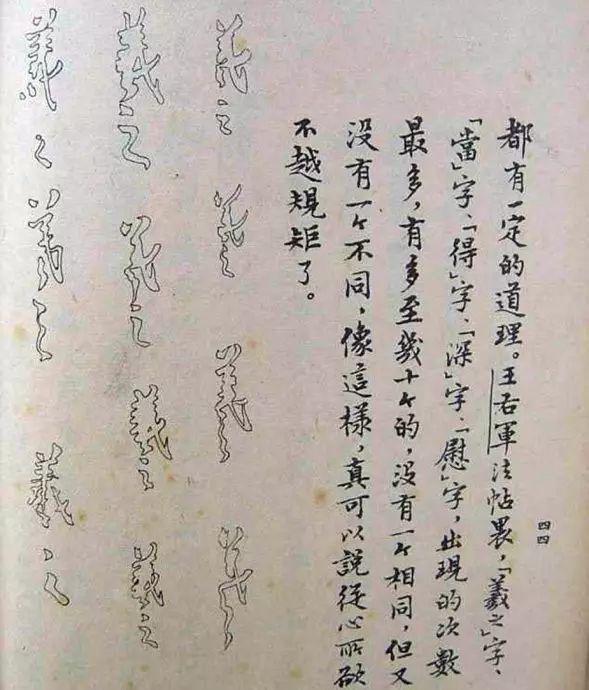 四四
都有一定的道理。王右軍法帖裏，「羲之」字、
「當」字、「得」字、「深」字、「慰」字，出現的次數
最多，有多至幾十个的，没有一个相同，但又
没有一个不同，像這樣，真可以說從心所欲
不越規矩了。
羲之 羲之 羲之 羲之
羲之 羲之 羲之 羲之
羲之 羲之 羲之